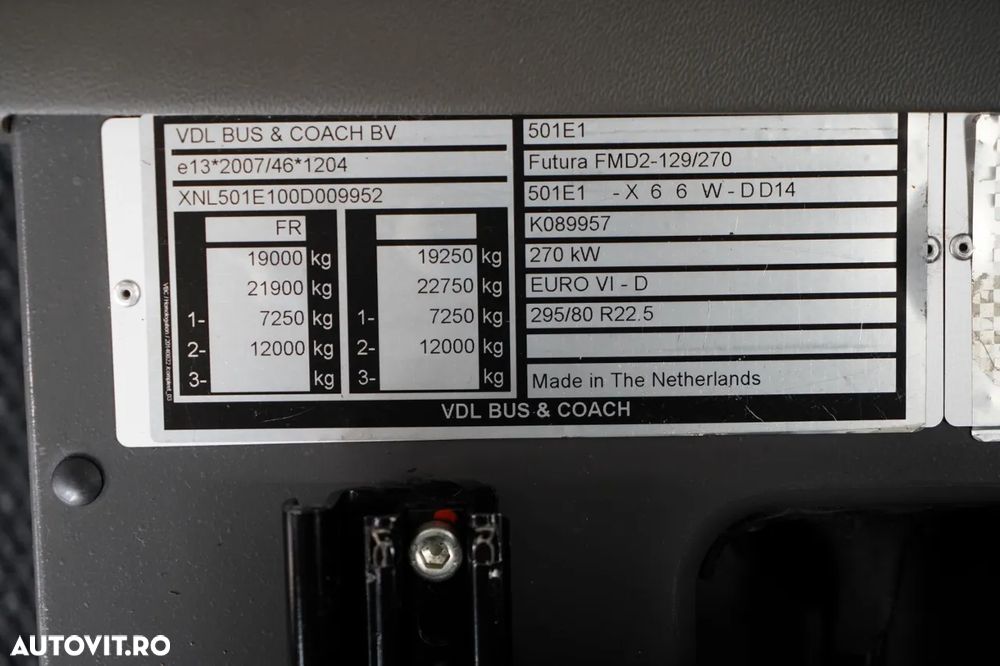 VDL BUS & COACH BV
e13*2007/46*1204
XNL501E100D009952
FR
19000 kg
21900 kg
1- 7250 kg
2- 12000 kg
3- kg
19250 kg
22750 kg
1- 7250 kg
2- 12000 kg
3- kg
501E1
Futura FMD2-129/270
501E1 - X 6 6 W - D D14
K089957
270 kW
EURO VI - D
295/80 R22.5
Made in The Netherlands
VDL BUS & COACH
AUTOVIT.RO